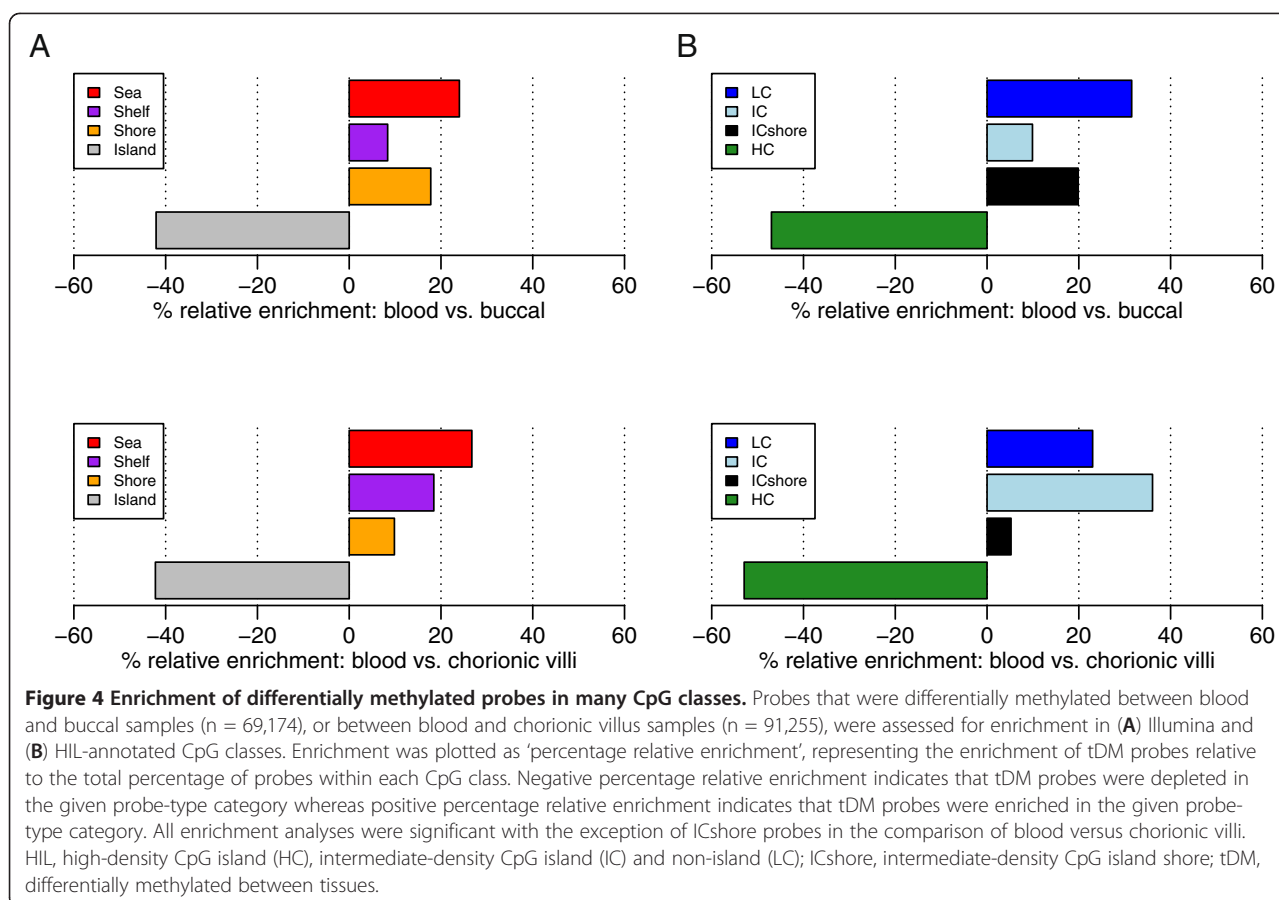 A
B
Sea
Shelf
Shore
Island
−60 −40 −20 0 20 40 60
% relative enrichment: blood vs. buccal
LC
IC
ICshore
HC
−60 −40 −20 0 20 40 60
% relative enrichment: blood vs. buccal
Sea
Shelf
Shore
Island
−60 −40 −20 0 20 40 60
% relative enrichment: blood vs. chorionic villi
LC
IC
ICshore
HC
−60 −40 −20 0 20 40 60
% relative enrichment: blood vs. chorionic villi
Figure 4 Enrichment of differentially methylated probes in many CpG classes. Probes that were differentially methylated between blood
and buccal samples (n = 69,174), or between blood and chorionic villus samples (n = 91,255), were assessed for enrichment in (A) Illumina and
(B) HIL-annotated CpG classes. Enrichment was plotted as ‘percentage relative enrichment’, representing the enrichment of tDM probes relative
to the total percentage of probes within each CpG class. Negative percentage relative enrichment indicates that tDM probes were depleted in
the given probe-type category whereas positive percentage relative enrichment indicates that tDM probes were enriched in the given probe-
type category. All enrichment analyses were significant with the exception of ICshore probes in the comparison of blood versus chorionic villi.
HIL, high-density CpG island (HC), intermediate-density CpG island (IC) and non-island (LC); ICshore, intermediate-density CpG island shore; tDM,
differentially methylated between tissues.